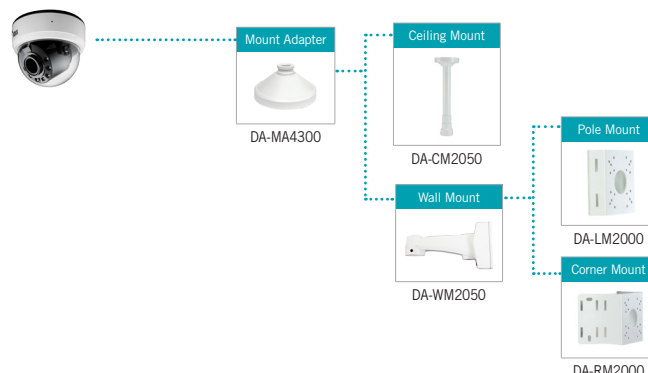 Mount Adapter
DA-MA4300
Ceiling Mount
DA-CM2050
Wall Mount
DA-WM2050
Pole Mount
DA-LM2000
Corner Mount
DA-RM2000